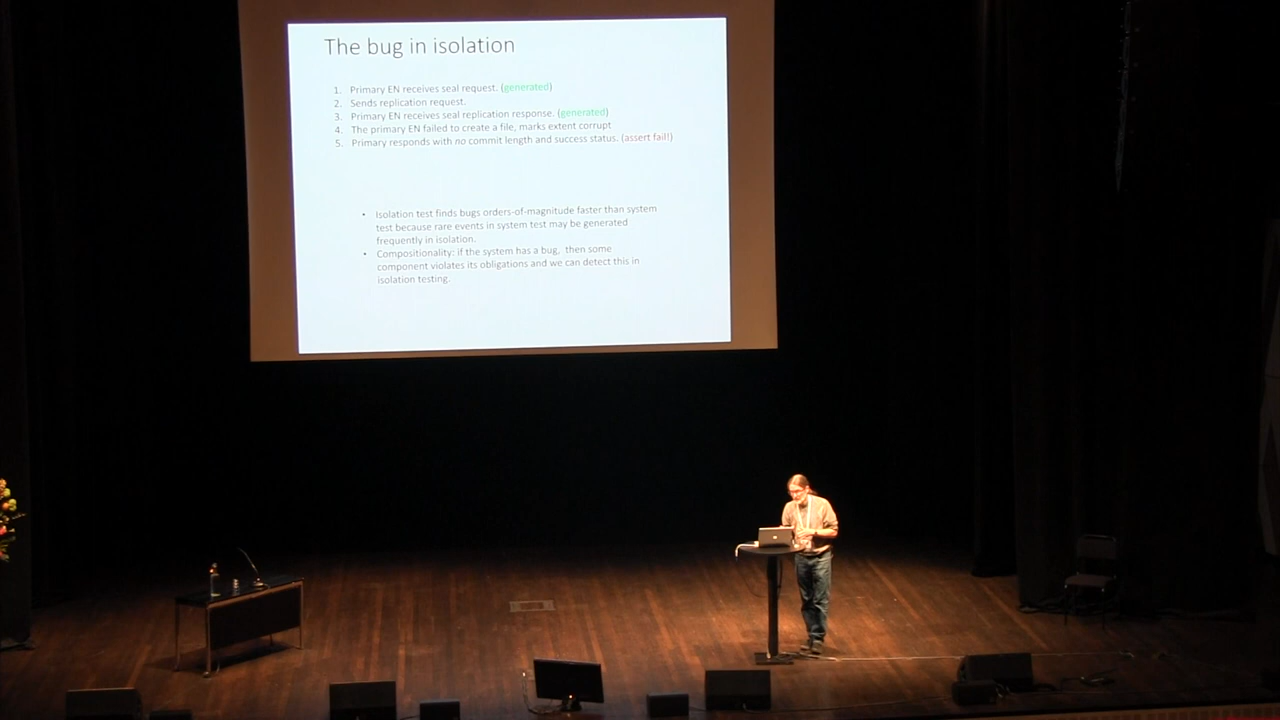 The bug in isolation
1. Primary EN receives seal request. (generated)
2. Sends replication request.
3. Primary EN receives seal replication response. (generated)
4. The primary EN failed to create a file, marks extent corrupt
5. Primary responds with no commit length and success status. (assert fail!)
• Isolation test finds bugs orders-of-magnitude faster than system
test because rare events in system test may be generated
frequently in isolation.
• Compositionality: if the system has a bug, then some
component violates its obligations and we can detect this in
isolation testing.